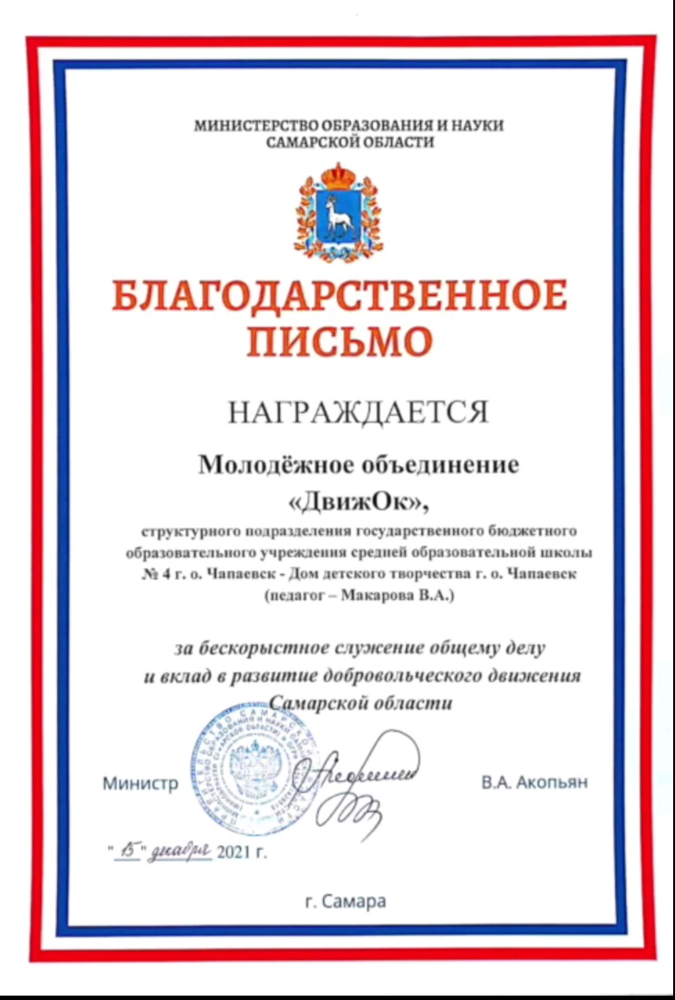 МИНИСТЕРСТВО ОБРАЗОВАНИЯ И НАУКИ
САМАРСКОЙ ОБЛАСТИ
БЛАГОДАРСТВЕННОЕ
ПИСЬМО
НАГРАЖДАЕТСЯ
Молодёжное объединение
«ДвижОк»,
структурного подразделения государственного бюджетного
образовательного учреждения средней образовательной школы
№ 4 г. о. Чапаевск - Дом детского творчества г. о. Чапаевск
(педагог – Макарова В.А.)
за бескорыстное служение общему делу
и вклад в развитие добровольческого движения
Самарской области
Министр
В.А. Акопьян
"15" декабря 2021 г.
г. Самара